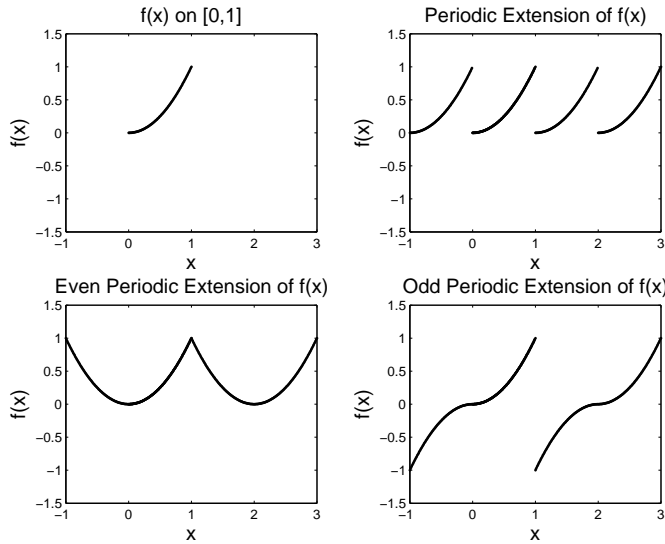 f(x) on [0,1]
1.5
1
0.5
0
-0.5
-1
-1.5
-1 0 1 2 3
f(x)
x
Periodic Extension of f(x)
1.5
1
0.5
0
-0.5
-1
-1.5
-1 0 1 2 3
f(x)
x
Even Periodic Extension of f(x)
1.5
1
0.5
0
-0.5
-1
-1.5
-1 0 1 2 3
f(x)
x
Odd Periodic Extension of f(x)
1.5
1
0.5
0
-0.5
-1
-1.5
-1 0 1 2 3
f(x)
x